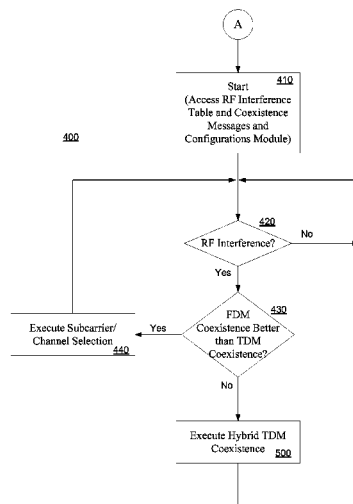 A
410
Start
(Access RF Interference
Table and Coexistence
Messages and
Configurations Module)
400
420
RF Interference?
No
Yes
430
FDM
Coexistence Better
than TDM
Coexistence?
Yes
Execute Subcarrier/
Channel Selection
440
No
Execute Hybrid TDM
Coexistence
500